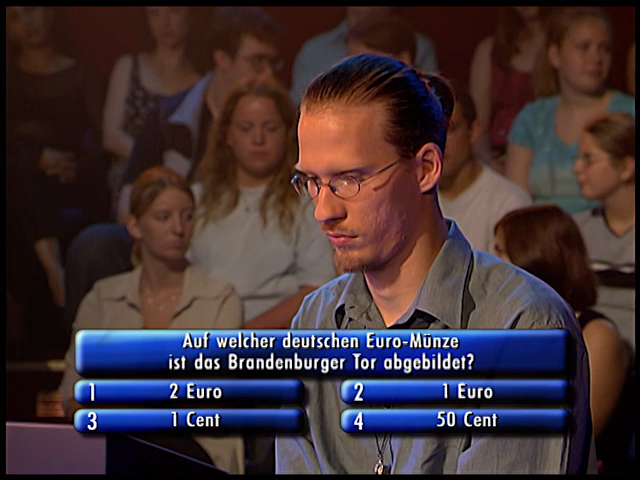 Auf welcher deutschen Euro-Münze
ist das Brandenburger Tor abgebildet?
1 2 Euro
2 1 Euro
3 1 Cent
4 50 Cent